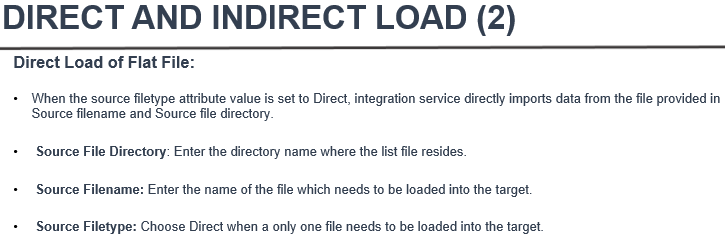 DIRECT AND INDIRECT LOAD (2)
Direct Load of Flat File:
• When the source filetype attribute value is set to Direct, integration service directly imports data from the file provided in
Source filename and Source file directory.
• Source File Directory: Enter the directory name where the list file resides.
• Source Filename: Enter the name of the file which needs to be loaded into the target.
• Source Filetype: Choose Direct when a only one file needs to be loaded into the target.